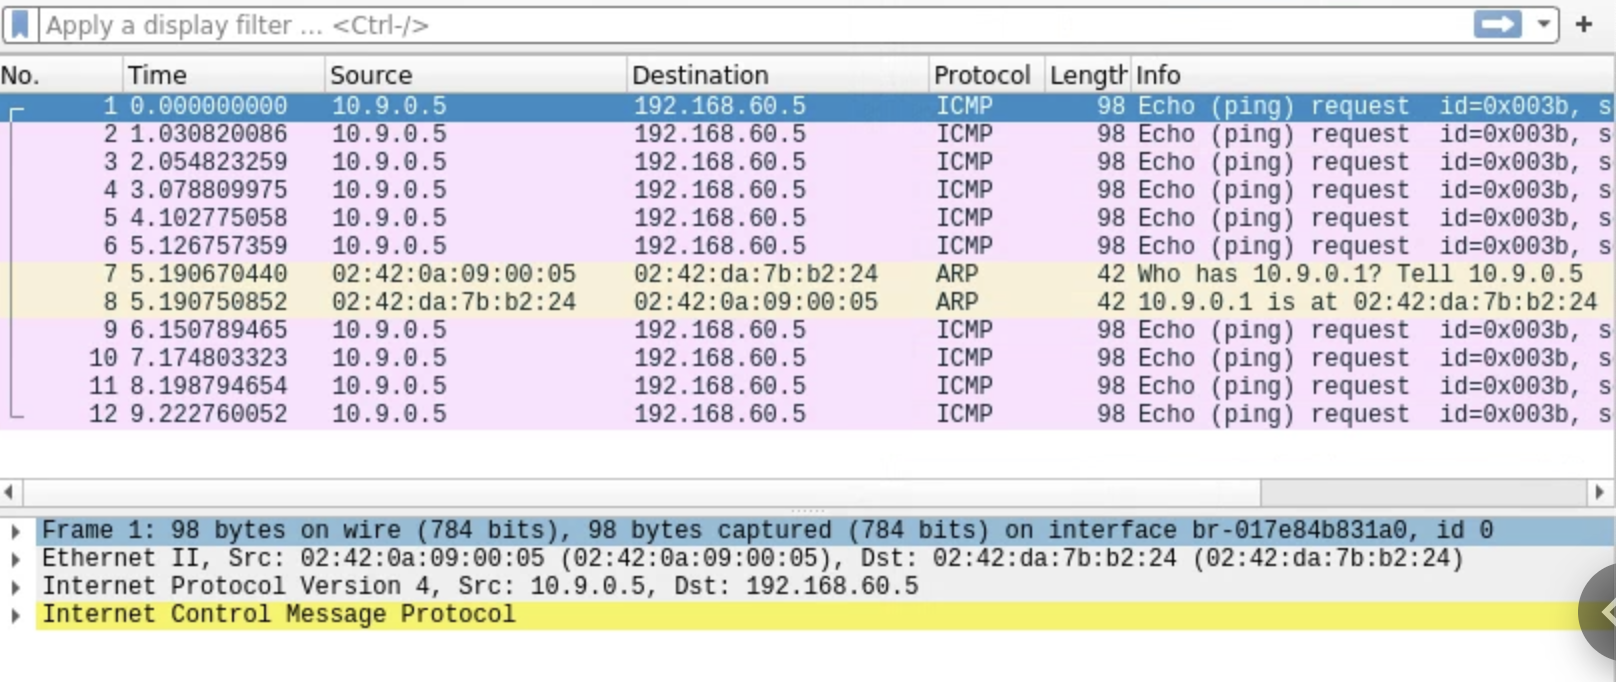 Apply a display filter ... <Ctrl-/>
No. Time Source Destination Protocol Length Info
1 0.000000000 10.9.0.5 192.168.60.5 ICMP 98 Echo (ping) request id=0x003b, s
2 1.030820086 10.9.0.5 192.168.60.5 ICMP 98 Echo (ping) request id=0x003b, s
3 2.054823259 10.9.0.5 192.168.60.5 ICMP 98 Echo (ping) request id=0x003b, s
4 3.078809975 10.9.0.5 192.168.60.5 ICMP 98 Echo (ping) request id=0x003b, s
5 4.102775058 10.9.0.5 192.168.60.5 ICMP 98 Echo (ping) request id=0x003b, s
6 5.126757359 10.9.0.5 192.168.60.5 ICMP 98 Echo (ping) request id=0x003b, s
7 5.190670440 02:42:0a:09:00:05 02:42:da:7b:b2:24 ARP 42 Who has 10.9.0.1? Tell 10.9.0.5
8 5.190750852 02:42:da:7b:b2:24 02:42:0a:09:00:05 ARP 42 10.9.0.1 is at 02:42:da:7b:b2:24
9 6.150789465 10.9.0.5 192.168.60.5 ICMP 98 Echo (ping) request id=0x003b, s
10 7.174803323 10.9.0.5 192.168.60.5 ICMP 98 Echo (ping) request id=0x003b, s
11 8.198794654 10.9.0.5 192.168.60.5 ICMP 98 Echo (ping) request id=0x003b, s
12 9.222760052 10.9.0.5 192.168.60.5 ICMP 98 Echo (ping) request id=0x003b, s
Frame 1: 98 bytes on wire (784 bits), 98 bytes captured (784 bits) on interface br-017e84b831a0, id 0
Ethernet II, Src: 02:42:0a:09:00:05 (02:42:0a:09:00:05), Dst: 02:42:da:7b:b2:24 (02:42:da:7b:b2:24)
Internet Protocol Version 4, Src: 10.9.0.5, Dst: 192.168.60.5
Internet Control Message Protocol